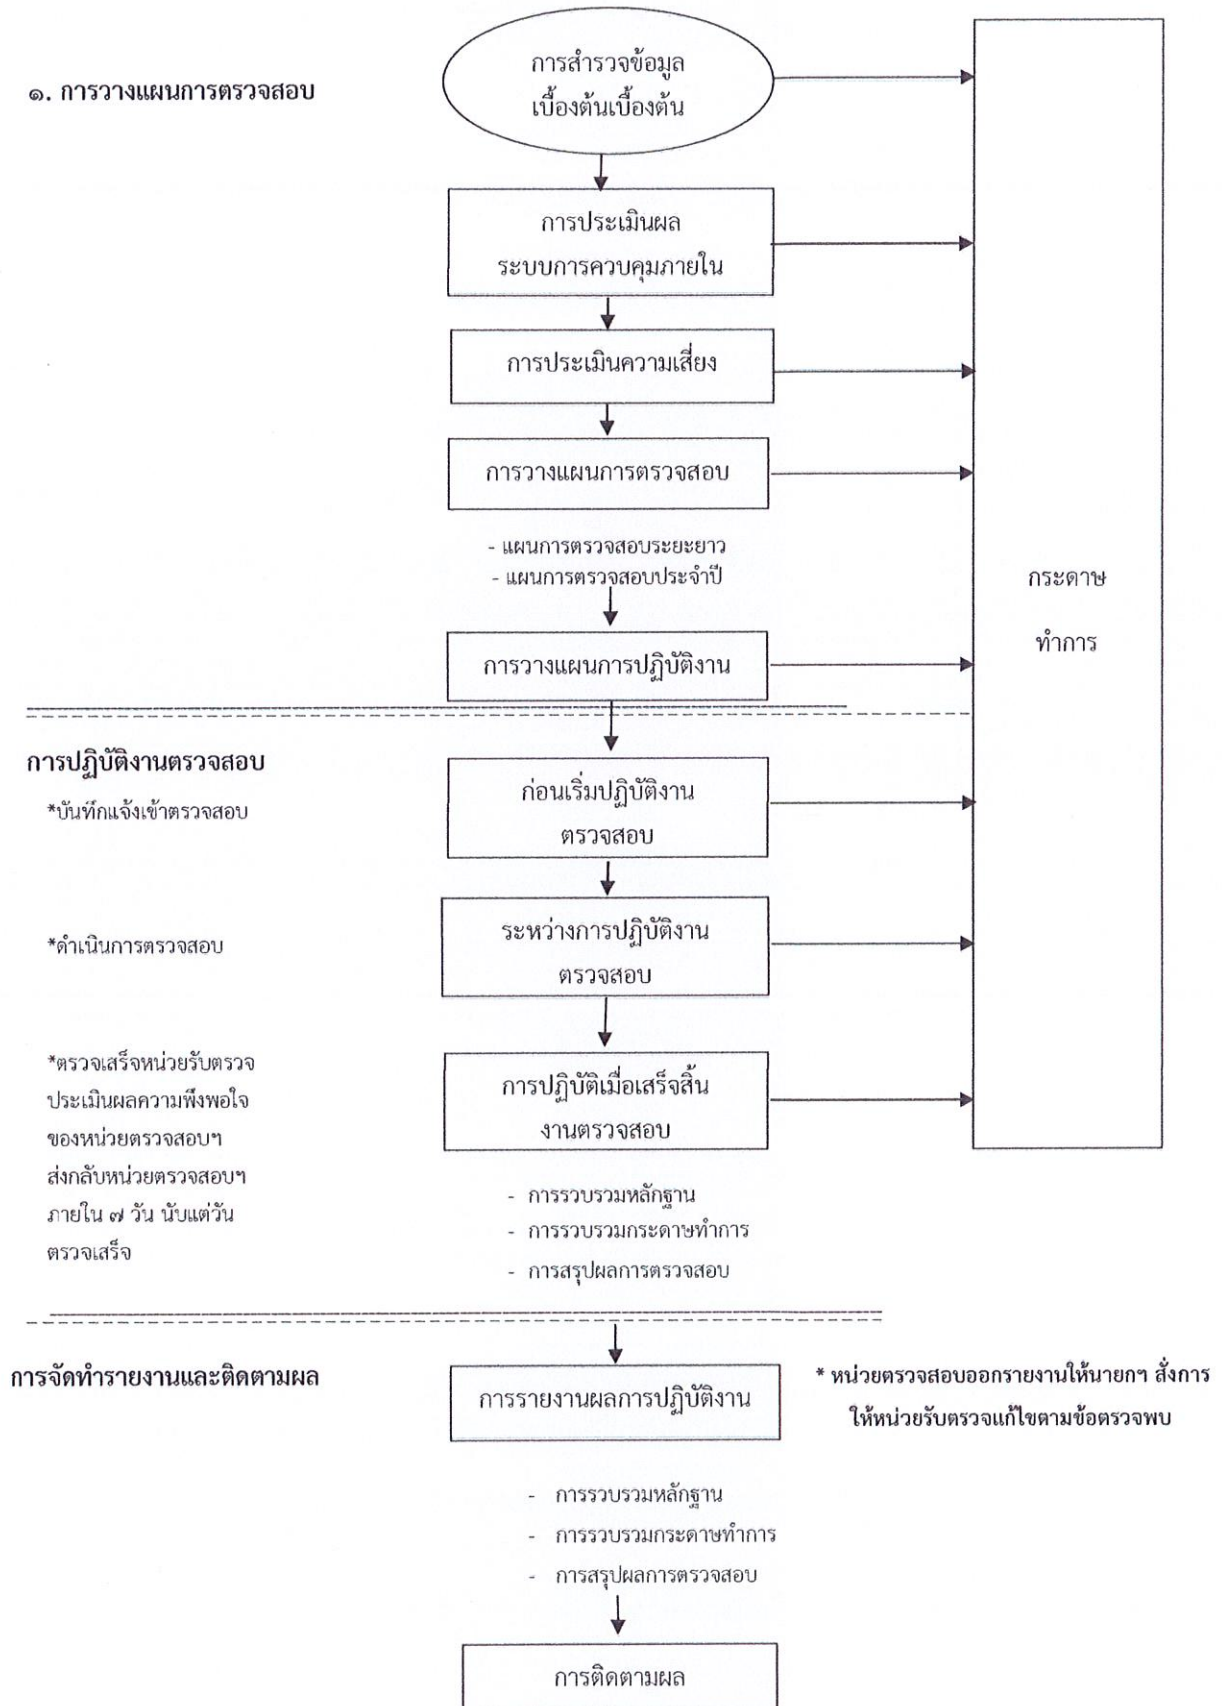 ๑. การวางแผนการตรวจสอบ
การสำรวจข้อมูล
เบื้องต้นเบื้องต้น
การประเมินผล
ระบบการควบคุมภายใน
การประเมินความเสี่ยง
การวางแผนการตรวจสอบ
- แผนการตรวจสอบระยะยาว
- แผนการตรวจสอบประจำปี
การวางแผนการปฏิบัติงาน
กระดาษ
ทำการ
การปฏิบัติงานตรวจสอบ
*บันทึกแจ้งเข้าตรวจสอบ
ก่อนเริ่มปฏิบัติงาน
ตรวจสอบ
*ดำเนินการตรวจสอบ
ระหว่างการปฏิบัติงาน
ตรวจสอบ
*ตรวจเสร็จหน่วยรับตรวจ
ประเมินผลความพึงพอใจ
ของหน่วยตรวจสอบฯ
ส่งกลับหน่วยตรวจสอบฯ
ภายใน ๗ วัน นับแต่วัน
ตรวจเสร็จ
การปฏิบัติเมื่อเสร็จสิ้น
งานตรวจสอบ
- การรวบรวมหลักฐาน
- การรวบรวมกระดาษทำการ
- การสรุปผลการตรวจสอบ
การจัดทำรายงานและติดตามผล
การรายงานผลการปฏิบัติงาน
* หน่วยตรวจสอบออกรายงานให้นายกฯ สั่งการ
ให้หน่วยรับตรวจแก้ไขตามข้อตรวจพบ
- การรวบรวมหลักฐาน
- การรวบรวมกระดาษทำการ
- การสรุปผลการตรวจสอบ
การติดตามผล